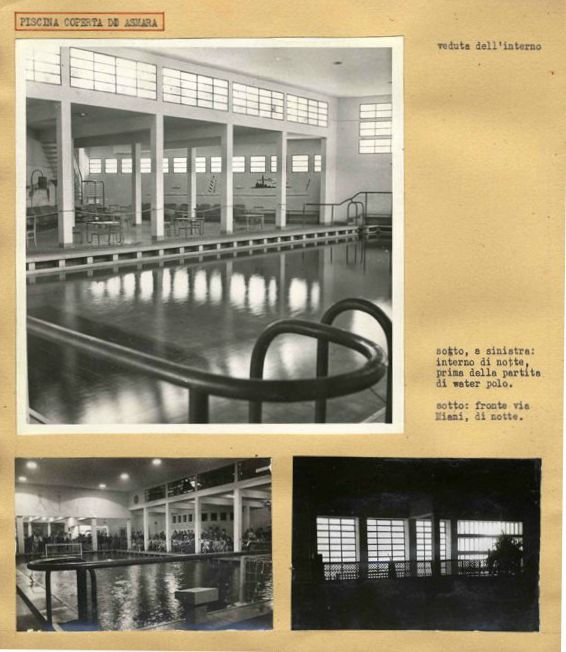 PISCINA COPERTA DI ASMARA
veduta dell'interno
sotto, a sinistra:
interno di notte,
prima della partita
di water polo.
sotto: fronte via
Miani, di notte.